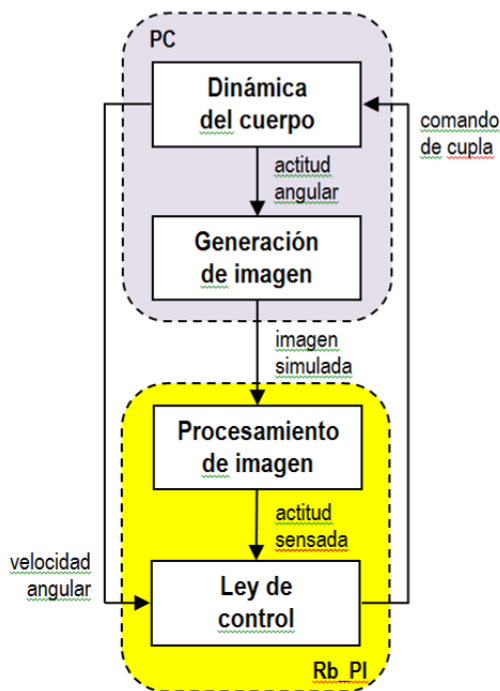 PC
Dinámica
del cuerpo
comando
de cupla
actitud
angular
Generación
de imagen
imagen
simulada
Procesamiento
de imagen
actitud
sensada
velocidad
angular
Ley de
control
Rb_PI